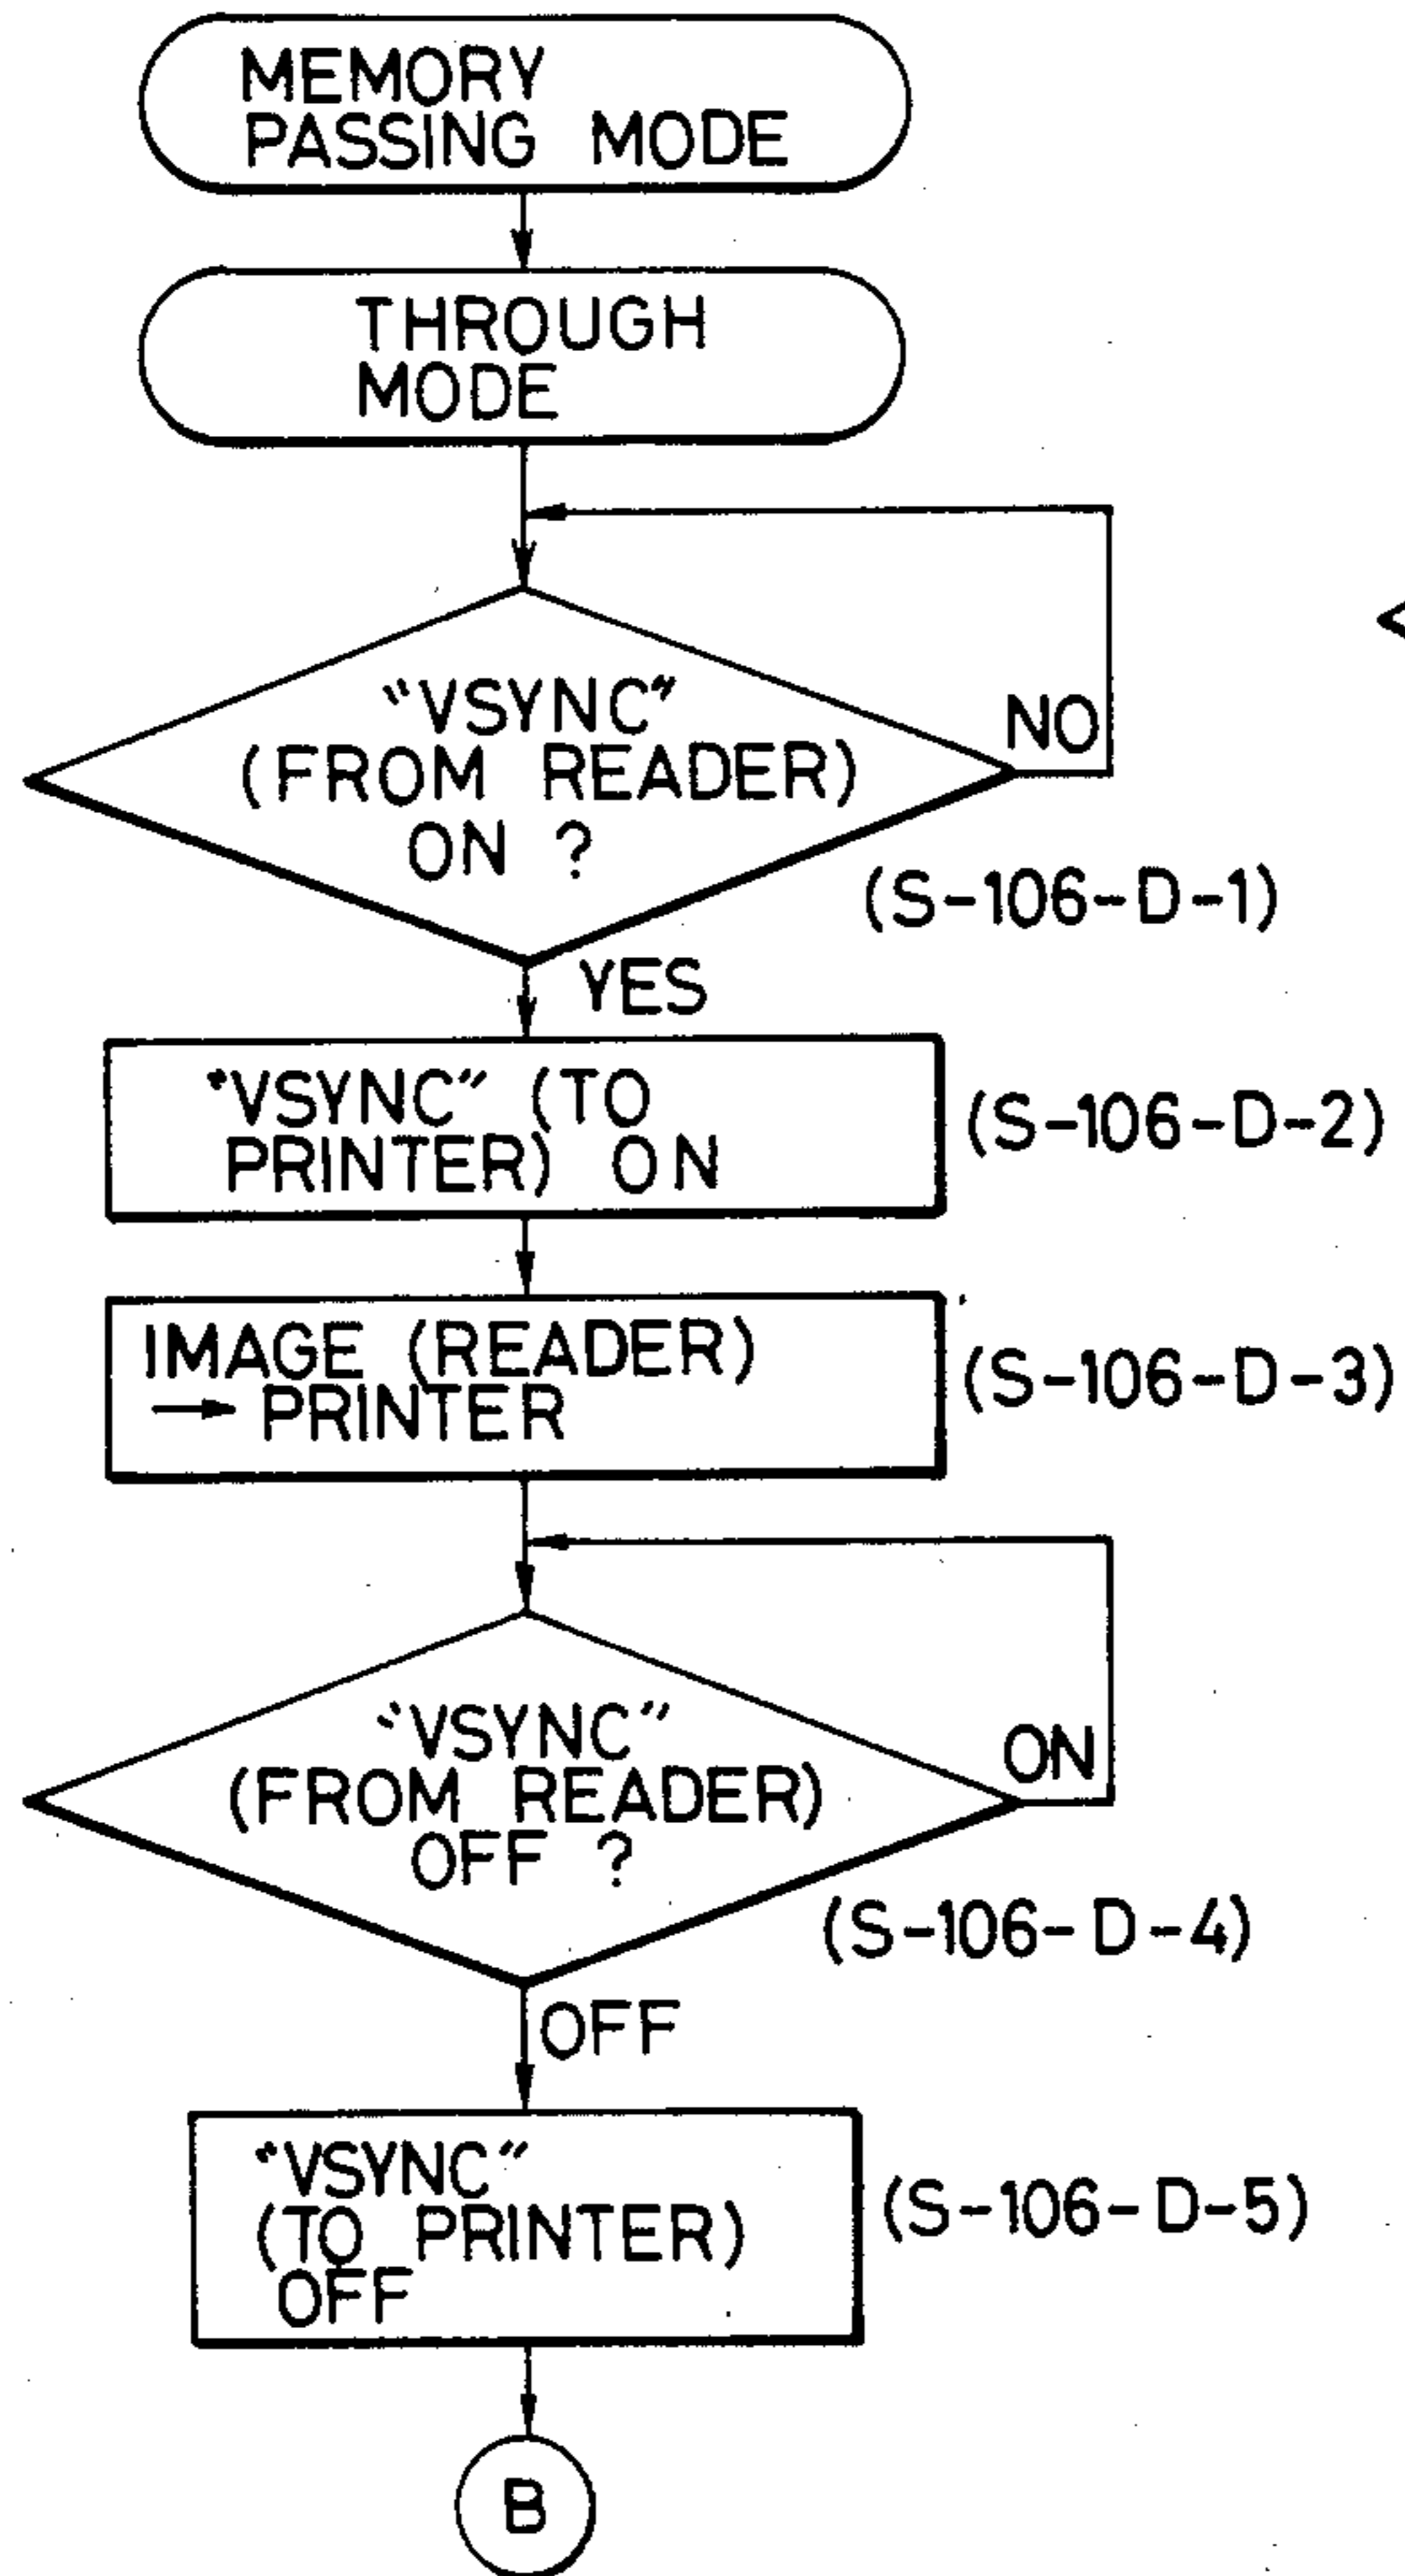 MEMORY
PASSING MODE
THROUGH
MODE
"VSYNC"
(FROM READER)
ON ?
NO
(S-106-D-1)
YES
"VSYNC" (TO
PRINTER) ON
(S-106-D-2)
IMAGE (READER)
→ PRINTER
(S-106-D-3)
"VSYNC"
(FROM READER)
OFF ?
ON
(S-106-D-4)
OFF
"VSYNC"
(TO PRINTER)
OFF
(S-106-D-5)
B